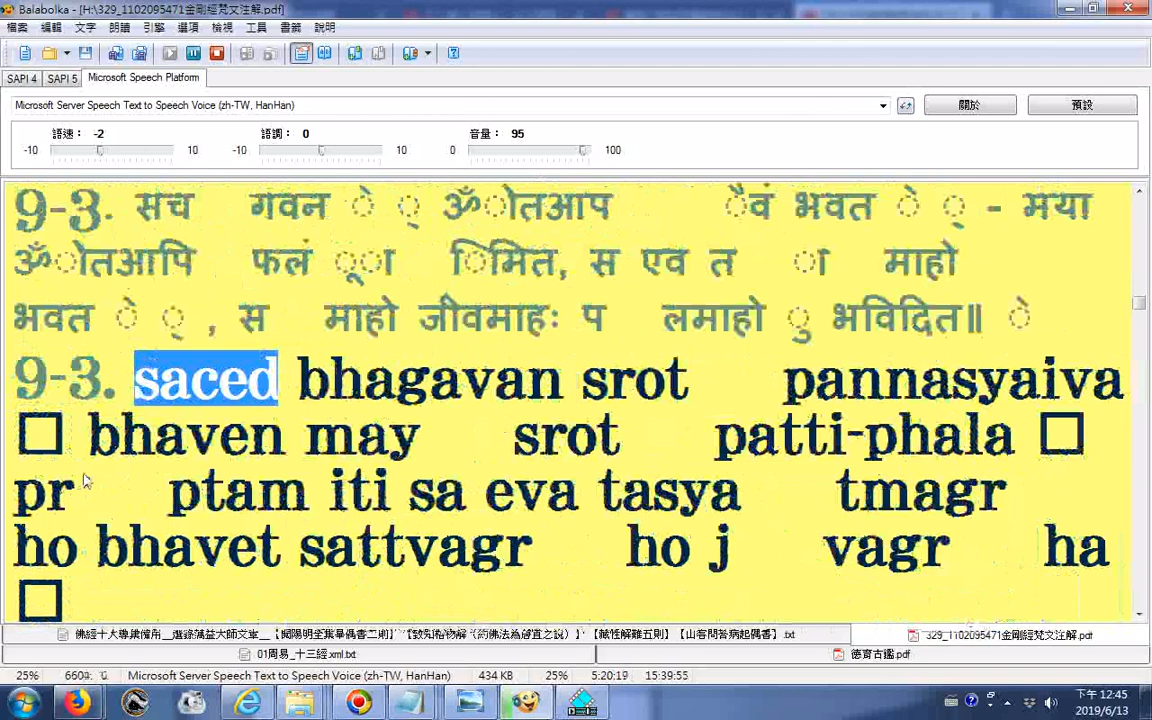 Balabolka - [H:\329_1102095471金剛經梵文注解.pdf]
檔案 編輯 文字 朗讀 引擎 選項 檢視 工具 書籤 說明
SAPI 4 SAPI 5 Microsoft Speech Platform
Microsoft Server Speech Text to Speech Voice (zh-TW, HanHan) 關於 預設
語速： -2 語調： 0 音量： 95
-10 10 -10 10 0 100
9-3. सच गवन े ् ॐोतआप ैवं भवत े ् - मया
ॐोतआपि फलं ूा िमित, स एव त ा माहो
भवत े ् , स माहो जीवमाहः प लमाहो ु भविदित॥ े
9-3. saced bhagavan srot pannasyaiva
□ bhaven may srot patti-phala □
pr ptam iti sa eva tasya tmagr
ho bhavet sattvagr ho j vagr ha
□
329_1102095471金剛經梵文注解.pdf
01周易_十三經.xml.txt 德育古鑑.pdf
25% Microsoft Server Speech Text to Speech Voice (zh-TW, HanHan) 434 KB 25% 5:20:19 15:39:55
下午 12:45
2019/6/13